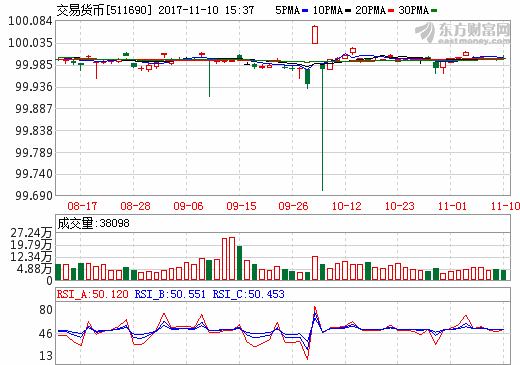 交易货币[511690] 2017-11-10 15:37 5PMA 10PMA 20PMA 30PMA
东方财富网
eastmoney.com
100.084
100.035
99.985
99.936
99.887
99.838
99.789
99.740
99.690
08-17 08-28 09-06 09-15 09-26 10-12 10-23 11-01 11-10
成交量:38098
27.24万
19.79万
12.34万
4.88万
0
RSI_A:50.120 RSI_B:50.551 RSI_C:50.453
80
46
13